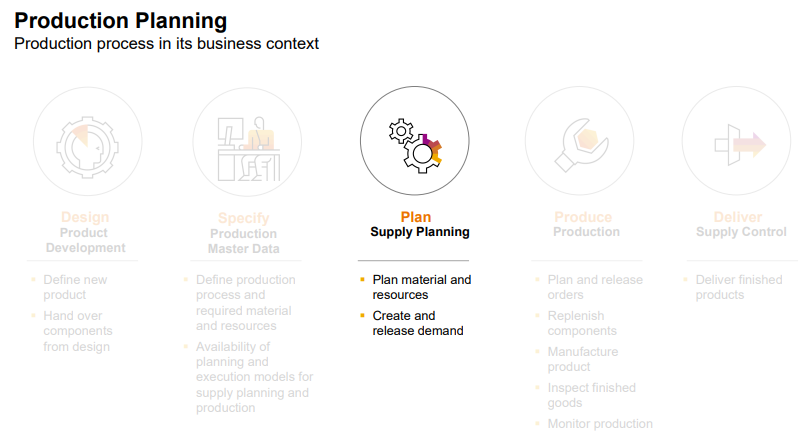 Production Planning
Production process in its business context
Design
Product
Development
Define new
product
Hand over
components
from design
Specify
Production
Master Data
Define production
process and
required material
and resources
Availability of
planning and
execution models for
supply planning and
production
Plan
Supply Planning
Plan material and
resources
Create and
release demand
Produce
Production
Plan and release
orders
Replenish
components
Manufacture
product
Inspect finished
goods
Monitor production
Deliver
Supply Control
Deliver finished
products